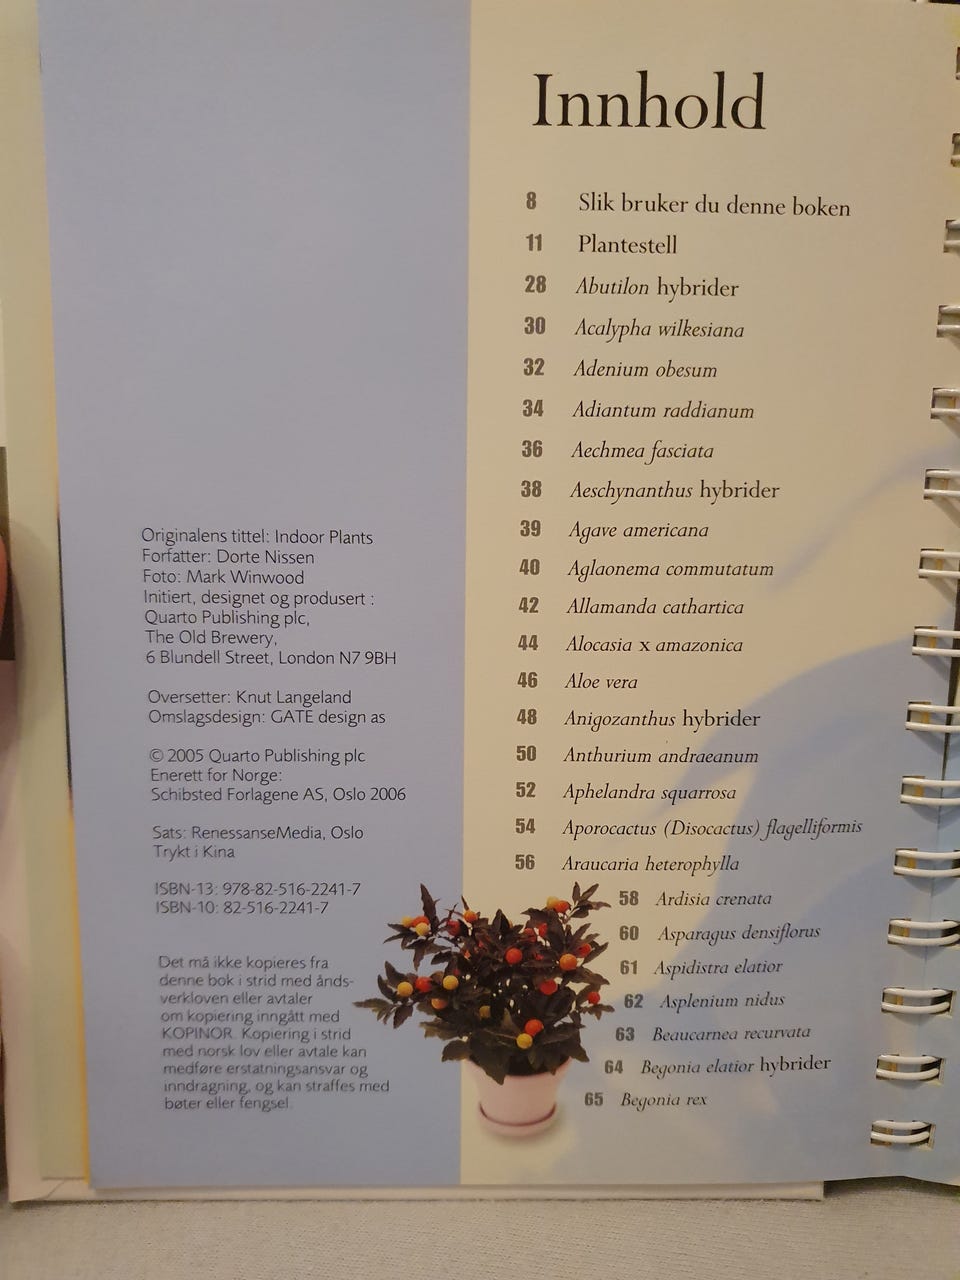 Originalens tittel: Indoor Plants
Forfatter: Dorte Nissen
Foto: Mark Winwood
Initiert, designet og produsert :
Quarto Publishing plc,
The Old Brewery,
6 Blundell Street, London N7 9BH
Oversetter: Knut Langeland
Omslagsdesign: GATE design as
© 2005 Quarto Publishing plc
Enerett for Norge:
Schibsted Forlagene AS, Oslo 2006
Sats: RenessanseMedia, Oslo
Trykt i Kina
ISBN-13: 978-82-516-2241-7
ISBN-10: 82-516-2241-7
Det må ikke kopieres fra
denne bok i strid med ånds-
verkloven eller avtaler
om kopiering inngått med
KOPINOR. Kopiering i strid
med norsk lov eller avtale kan
medføre erstatningsansvar og
inndragning, og kan straffes med
bøter eller fengsel.
Innhold
8 Slik bruker du denne boken
11 Plantestell
28 Abutilon hybrider
30 Acalypha wilkesiana
32 Adenium obesum
34 Adiantum raddianum
36 Aechmea fasciata
38 Aeschynanthus hybrider
39 Agave americana
40 Aglaonema commutatum
42 Allamanda cathartica
44 Alocasia x amazonica
46 Aloe vera
48 Anigozanthus hybrider
50 Anthurium andraeanum
52 Aphelandra squarrosa
54 Aporocactus (Disocactus) flagelliformis
56 Araucaria heterophylla
58 Ardisia crenata
60 Asparagus densiflorus
61 Aspidistra elatior
62 Asplenium nidus
63 Beaucarnea recurvata
64 Begonia elatior hybrider
65 Begonia rex